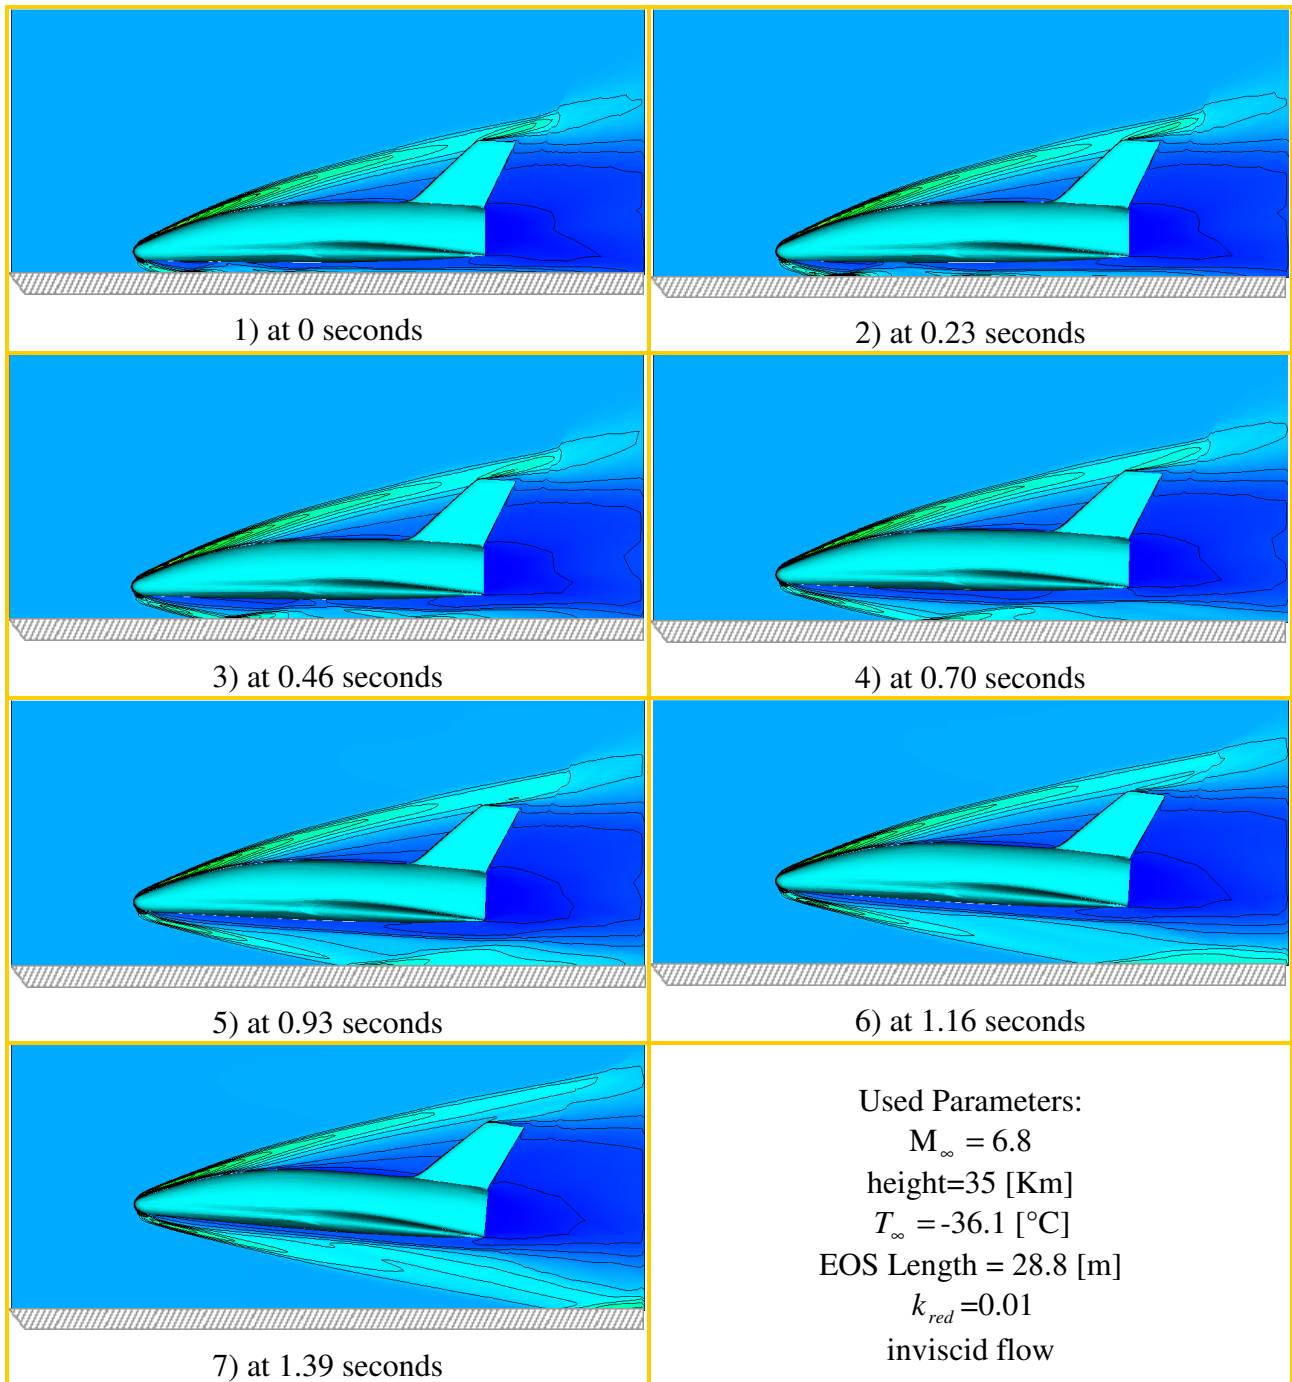 1) at 0 seconds
2) at 0.23 seconds
3) at 0.46 seconds
4) at 0.70 seconds
5) at 0.93 seconds
6) at 1.16 seconds
7) at 1.39 seconds
Used Parameters:
M∞ = 6.8
height=35 [Km]
T∞ = -36.1 [°C]
EOS Length = 28.8 [m]
k_red =0.01
inviscid flow